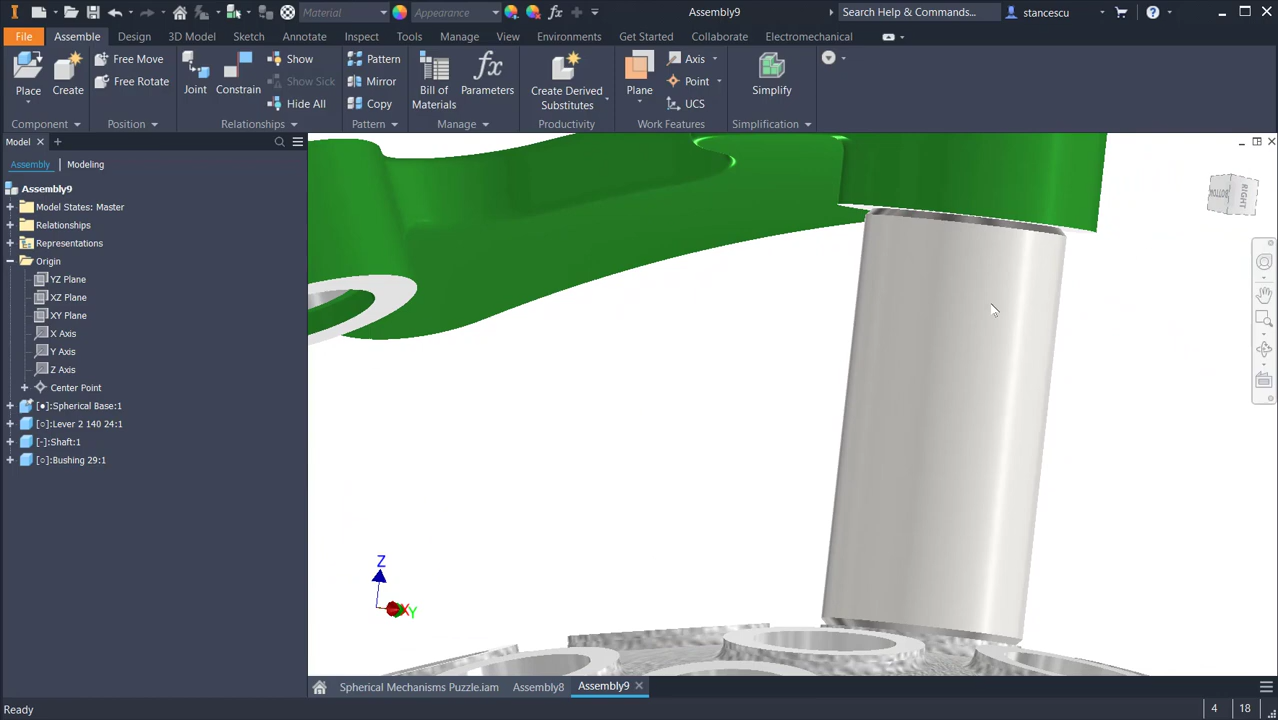 Material
Appearance
fx
Assembly9
Search Help & Commands...
stancescu
File
Assemble
Design
3D Model
Sketch
Annotate
Inspect
Tools
Manage
View
Environments
Get Started
Collaborate
Electromechanical
Place
Create
Free Move
Free Rotate
Joint
Constrain
Show
Show Sick
Hide All
Pattern
Mirror
Copy
Bill of
Materials
fx
Parameters
Create Derived
Substitutes
Plane
Axis
Point
UCS
Simplify
Component
Position
Relationships
Pattern
Manage
Productivity
Work Features
Simplification
Model
Assembly
Modeling
Assembly9
Model States: Master
Relationships
Representations
Origin
YZ Plane
XZ Plane
XY Plane
X Axis
Y Axis
Z Axis
Center Point
[●]:Spherical Base:1
[○]:Lever 2 140 24:1
[-]:Shaft:1
[○]:Bushing 29:1
BOTTOM
RIGHT
Z
X
Y
Spherical Mechanisms Puzzle.iam
Assembly8
Assembly9
Ready
4
18